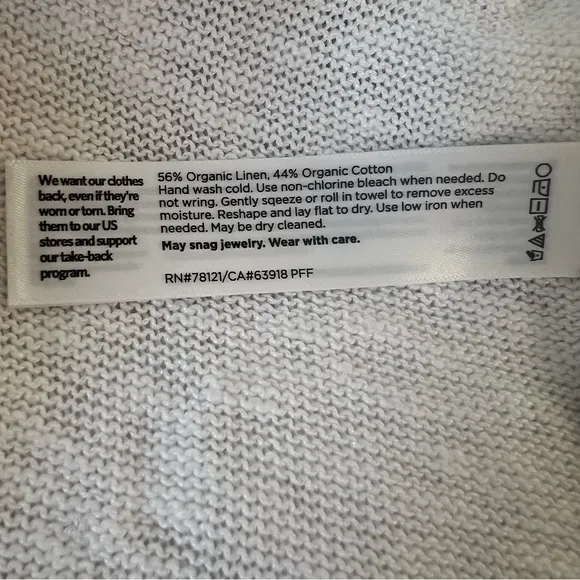 We want our clothes
back, even if they're
worn or torn. Bring
them to our US
stores and support
our take-back
program.
56% Organic Linen, 44% Organic Cotton
Hand wash cold. Use non-chlorine bleach when needed. Do
not wring. Gently sqeeze or roll in towel to remove excess
moisture. Reshape and lay flat to dry. Use low iron when
needed. May be dry cleaned.
May snag jewelry. Wear with care.
RN#78121/CA#63918 PFF